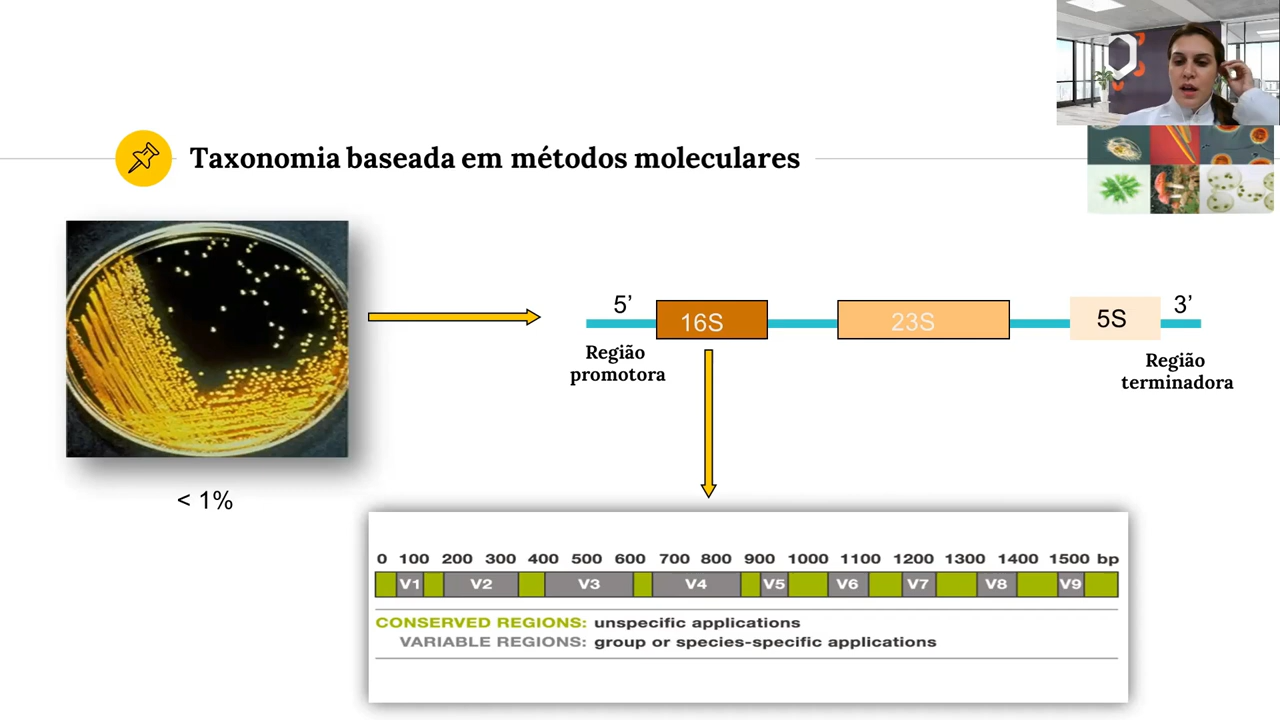 Taxonomia baseada em métodos moleculares
5’ 16S 23S 5S 3’
Região
promotora
Região
terminadora
< 1%
0 100 200 300 400 500 600 700 800 900 1000 1100 1200 1300 1400 1500 bp
V1 V2 V3 V4 V5 V6 V7 V8 V9
CONSERVED REGIONS: unspecific applications
VARIABLE REGIONS: group or species-specific applications